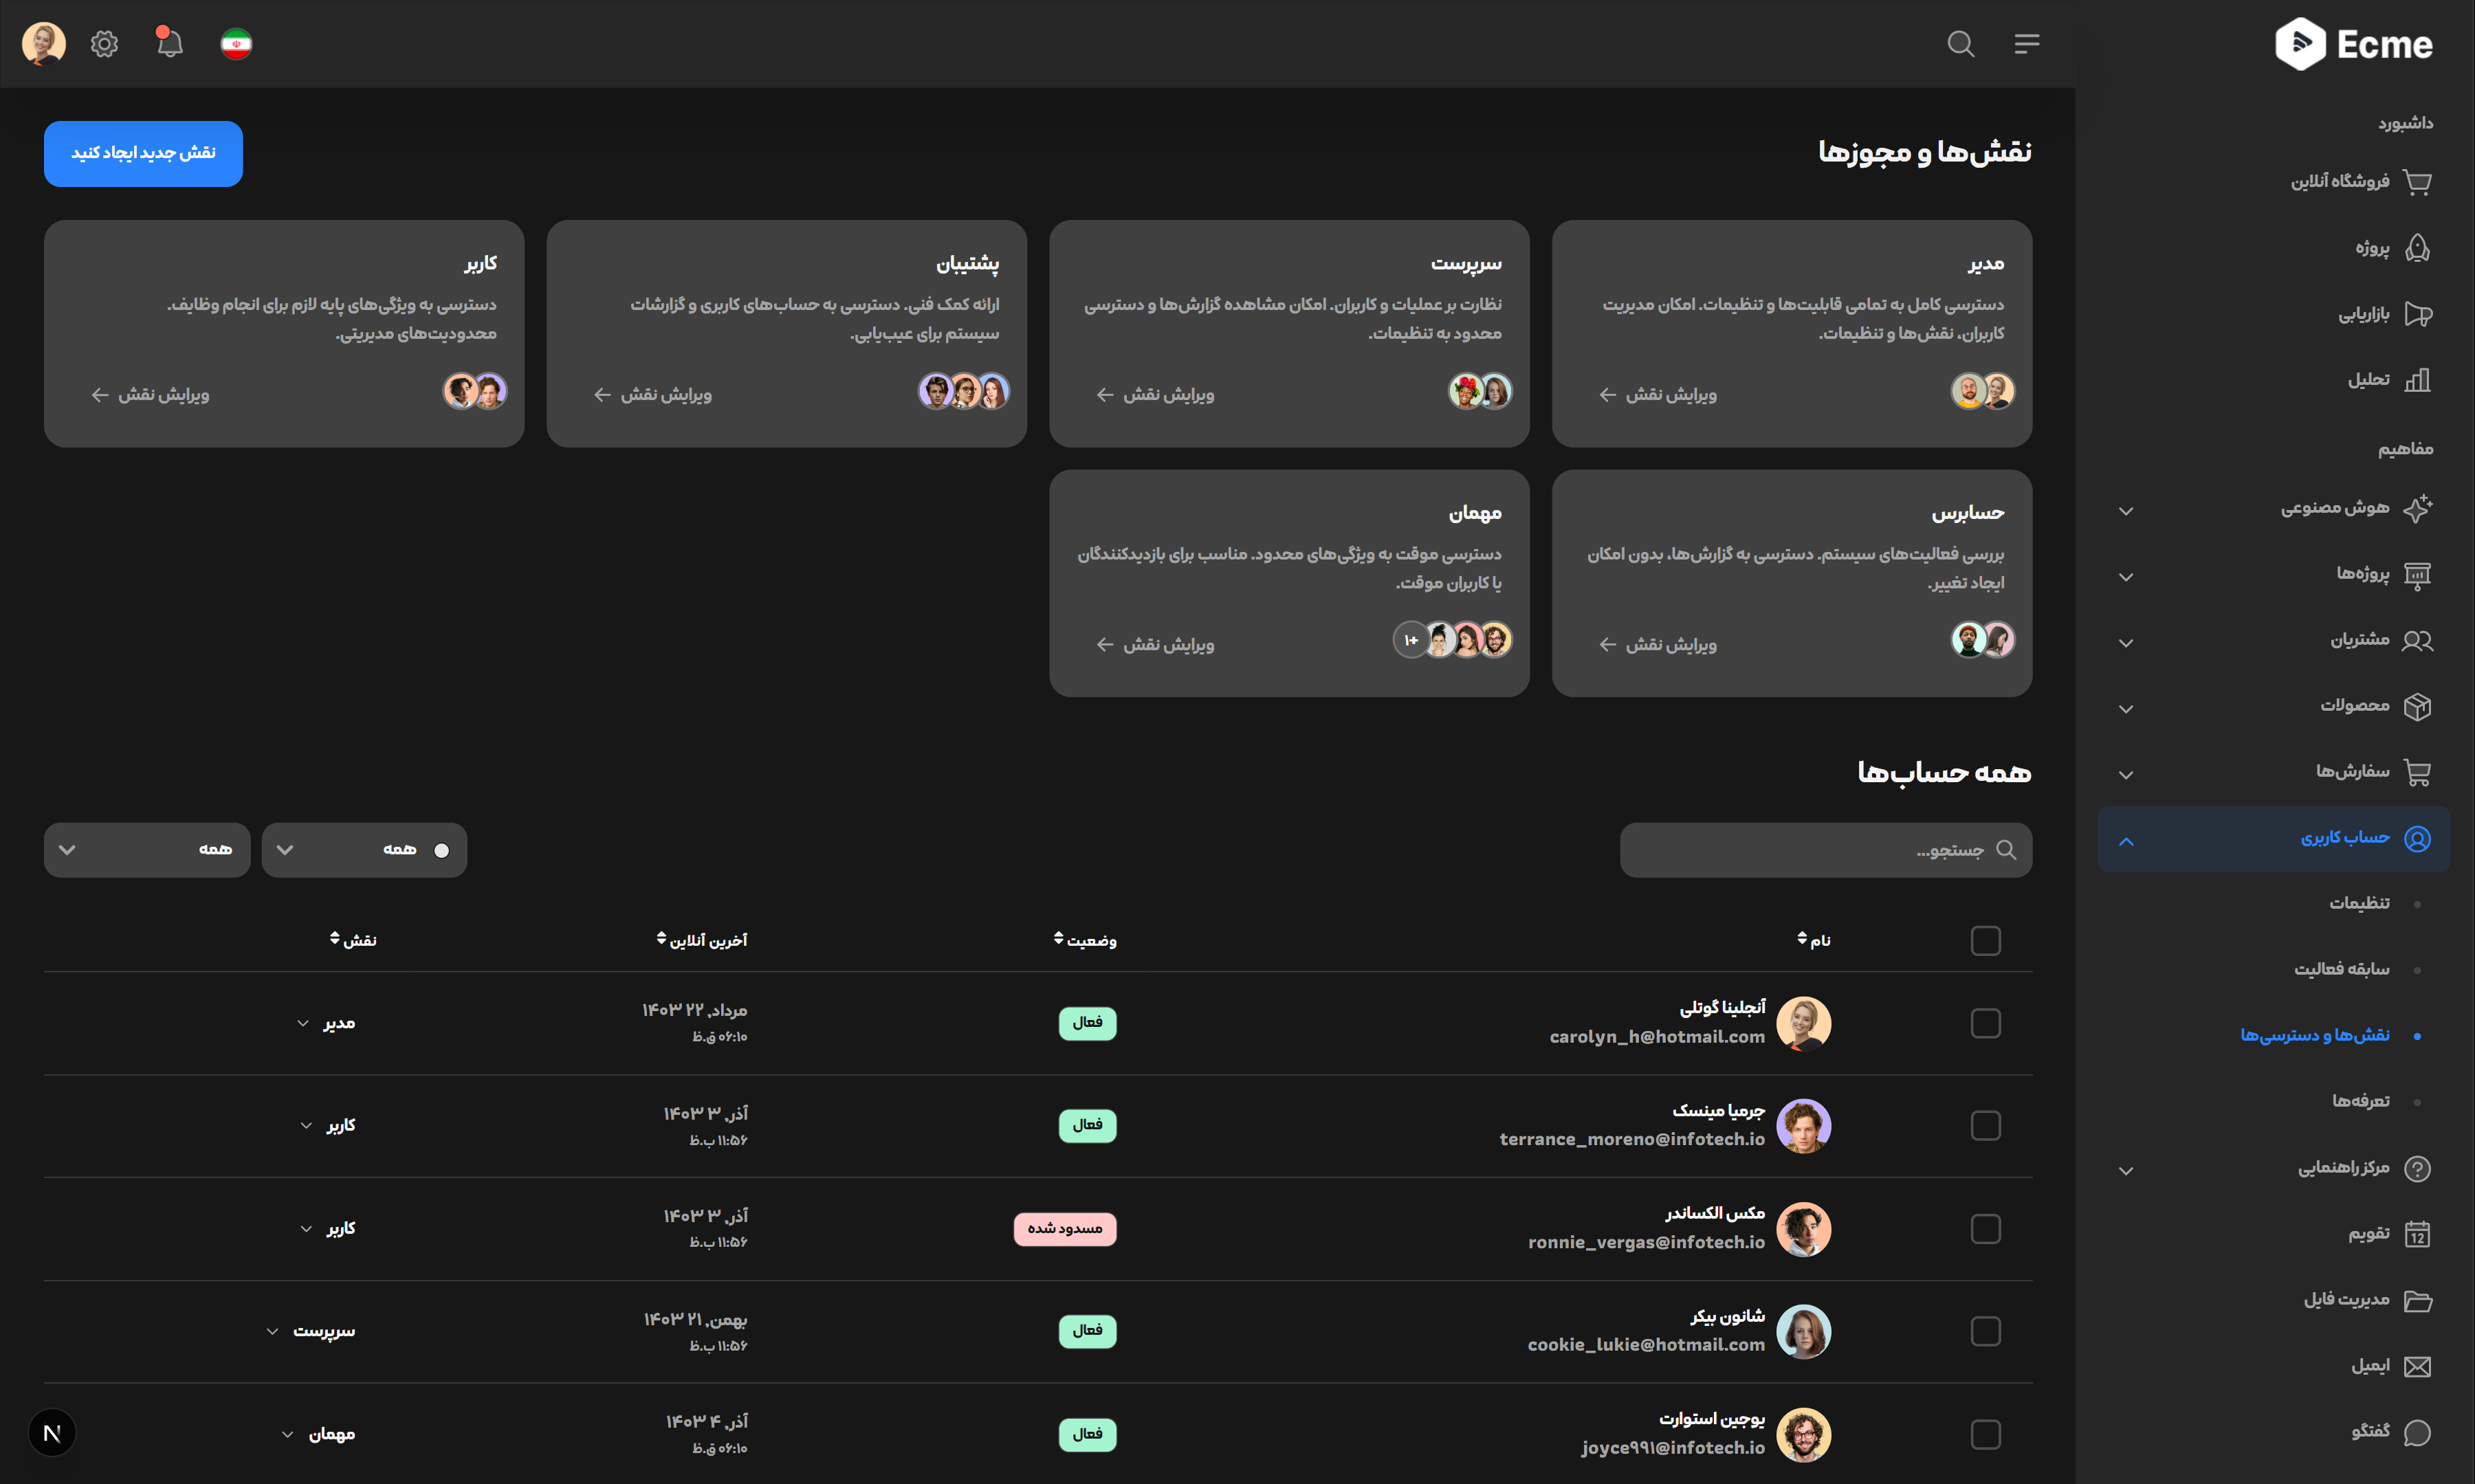 Ecme
داشبورد
فروشگاه آنلاین
پروژه
بازاریابی
تحلیل
مفاهیم
هوش مصنوعی
پروژه‌ها
مشتریان
محصولات
سفارش‌ها
حساب کاربری
تنظیمات
سابقه فعالیت
نقش‌ها و دسترسی‌ها
تعرفه‌ها
مرکز راهنمایی
تقویم
12
مدیریت فایل
ایمیل
گفتگو
نقش‌ها و مجوزها
نقش جدید ایجاد کنید
مدیر
دسترسی کامل به تمامی قابلیت‌ها و تنظیمات. امکان مدیریت
کاربران، نقش‌ها و تنظیمات.
ویرایش نقش
سرپرست
نظارت بر عملیات و کاربران. امکان مشاهده گزارش‌ها و دسترسی
محدود به تنظیمات.
ویرایش نقش
پشتیبان
ارائه کمک فنی. دسترسی به حساب‌های کاربری و گزارشات
سیستم برای عیب‌یابی.
ویرایش نقش
کاربر
دسترسی به ویژگی‌های پایه لازم برای انجام وظایف.
محدودیت‌های مدیریتی.
ویرایش نقش
حسابرس
بررسی فعالیت‌های سیستم. دسترسی به گزارش‌ها، بدون امکان
ایجاد تغییر.
ویرایش نقش
مهمان
دسترسی موقت به ویژگی‌های محدود. مناسب برای بازدیدکنندگان
یا کاربران موقت.
+۱
ویرایش نقش
همه حساب‌ها
جستجو...
همه
همه
نام
وضعیت
آخرین آنلاین
نقش
آنجلینا گوتلی
carolyn_h@hotmail.com
فعال
مرداد, ۲۲ ۱۴۰۳
۰۶:۱۰ ق.ظ
مدیر
جرمیا مینسک
terrance_moreno@infotech.io
فعال
آذر, ۳ ۱۴۰۳
۱۱:۵۶ ب.ظ
کاربر
مکس الکساندر
ronnie_vergas@infotech.io
مسدود شده
آذر, ۳ ۱۴۰۳
۱۱:۵۶ ب.ظ
کاربر
شانون بیکر
cookie_lukie@hotmail.com
فعال
بهمن, ۲۱ ۱۴۰۳
۱۱:۵۶ ب.ظ
سرپرست
یوجین استوارت
joyce۹۹۱@infotech.io
فعال
آذر, ۴ ۱۴۰۳
۰۶:۱۰ ق.ظ
مهمان
N